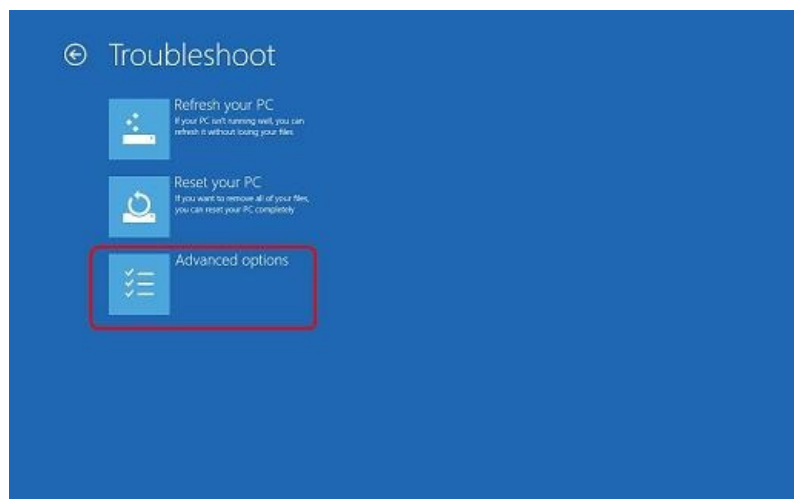 Troubleshoot
Refresh your PC
If your PC isn't running well, you can
refresh it without losing your files
Reset your PC
If you want to remove all of your files,
you can reset your PC completely
Advanced options